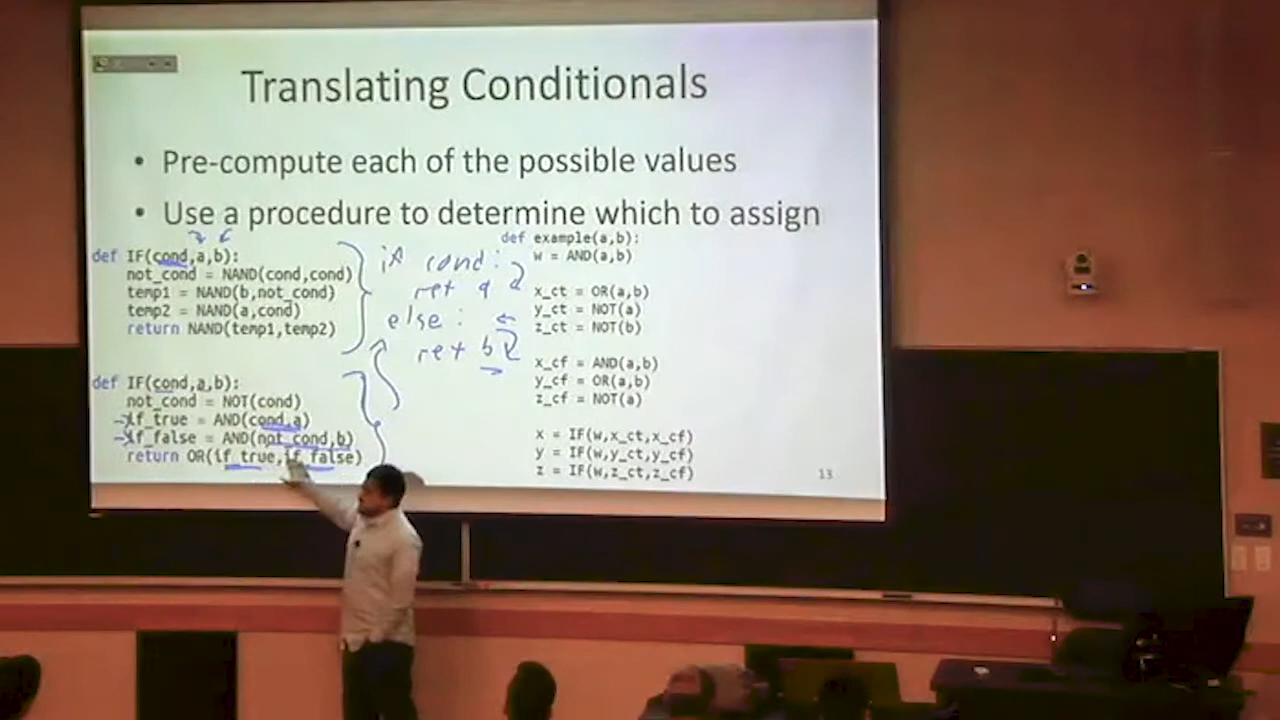 Translating Conditionals
• Pre-compute each of the possible values
• Use a procedure to determine which to assign
def IF(cond,a,b):
not_cond = NAND(cond,cond)
temp1 = NAND(b,not_cond)
temp2 = NAND(a,cond)
return NAND(temp1,temp2)
def IF(cond,a,b):
not_cond = NOT(cond)
if_true = AND(cond,a)
if_false = AND(not_cond,b)
return OR(if_true,if_false)
if cond:
ret a
else:
ret b
def example(a,b):
w = AND(a,b)
x_ct = OR(a,b)
y_ct = NOT(a)
z_ct = NOT(b)
x_cf = AND(a,b)
y_cf = OR(a,b)
z_cf = NOT(a)
x = IF(w,x_ct,x_cf)
y = IF(w,y_ct,y_cf)
z = IF(w,z_ct,z_cf)
13